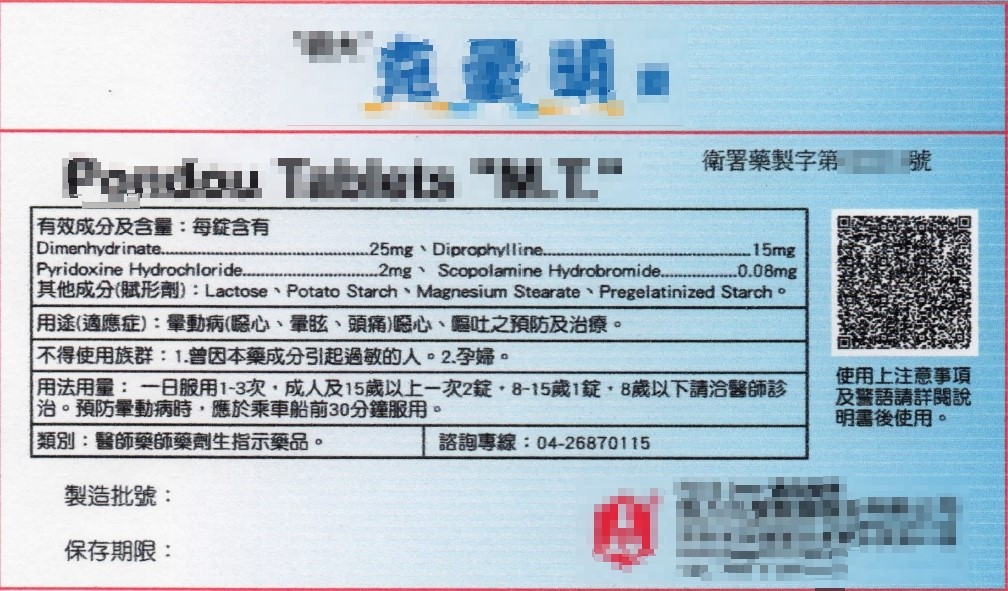 Tablets "M.T."
衛署藥製字第 號
有效成分及含量：每錠含有
Dimenhydrinate..........25mg、Diprophylline..........15mg
Pyridoxine Hydrochloride..........2mg、Scopolamine Hydrobromide..........0.08mg
其他成分(賦形劑)：Lactose、Potato Starch、Magnesium Stearate、Pregelatinized Starch。
用途(適應症)：暈動病(噁心、暈眩、頭痛)噁心、嘔吐之預防及治療。
不得使用族群：1.曾因本藥成分引起過敏的人。2.孕婦。
用法用量： 一日服用1-3次，成人及15歲以上一次2錠，8-15歲1錠，8歲以下請洽醫師診
治。預防暈動病時，應於乘車船前30分鐘服用。
類別：醫師藥師藥劑生指示藥品。
諮詢專線：04-26870115
使用上注意事項
及警語請詳閱說
明書後使用。
製造批號：
保存期限：